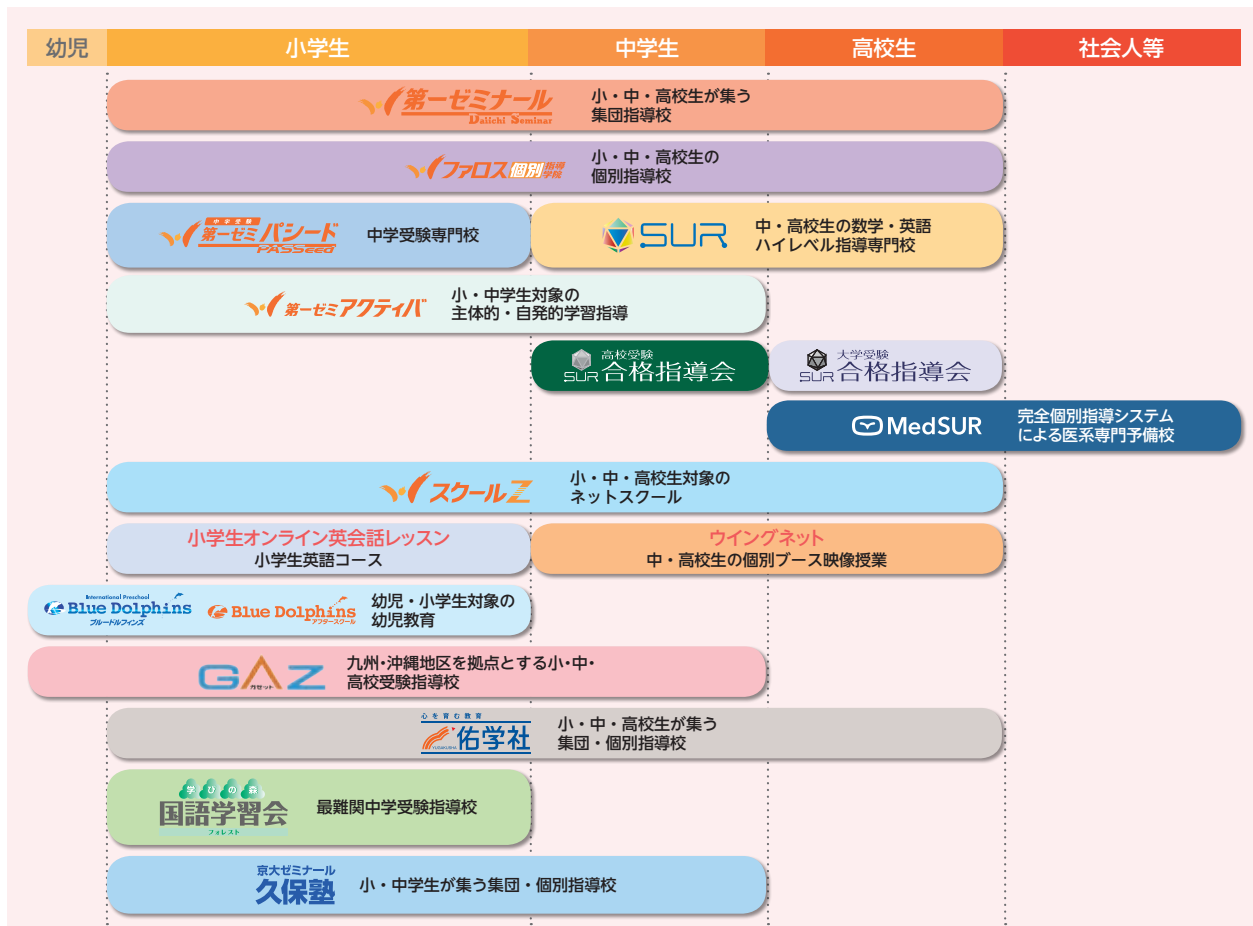 幼児
小学生
中学生
高校生
社会人等
第一ゼミナール
Daiichi Seminar
小・中・高校生が集う
集団指導校
ファロス個別指導学院
小・中・高校生の
個別指導校
中学受験
第一ゼミパシード
PASSeed
中学受験専門校
SUR
中・高校生の数学・英語
ハイレベル指導専門校
第一ゼミアクティバ
小・中学生対象の
主体的・自発的学習指導
高校受験
SUR合格指導会
大学受験
SUR合格指導会
MedSUR
完全個別指導システム
による医系専門予備校
スクールZ
小・中・高校生対象の
ネットスクール
小学生オンライン英会話レッスン
小学生英語コース
ウイングネット
中・高校生の個別ブース映像授業
International Preschool
Blue Dolphins
ブルードルフィンズ
Blue Dolphins
アフタースクール
幼児・小学生対象の
幼児教育
GAZ
ガゼット
九州・沖縄地区を拠点とする小・中・
高校受験指導校
心を育む教育
佑学社
YUGAKUSHA
小・中・高校生が集う
集団・個別指導校
学びの森
国語学習会
フォレスト
最難関中学受験指導校
京大ゼミナール
久保塾
小・中学生が集う集団・個別指導校